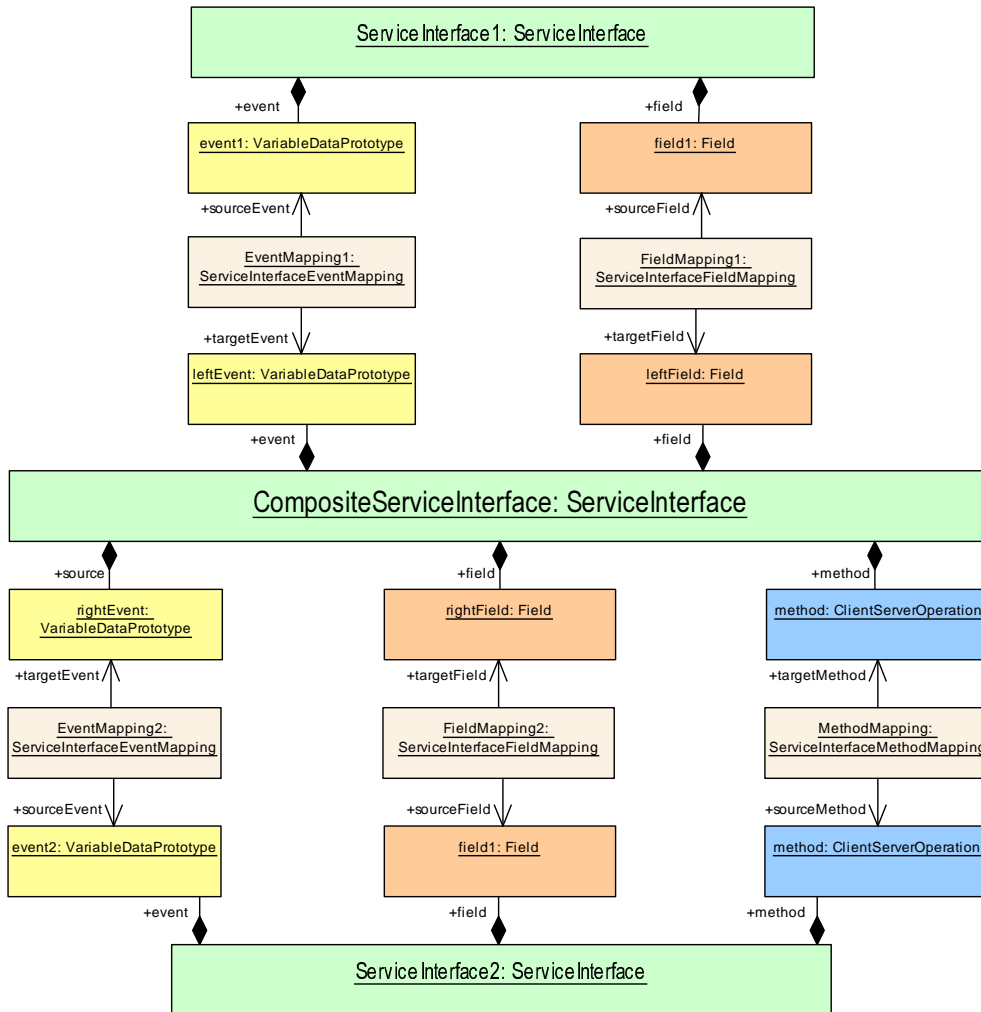 ServiceInterface1: ServiceInterface
+event
+field
event1: VariableDataPrototype
field1: Field
+sourceEvent
+sourceField
EventMapping1:
ServiceInterfaceEventMapping
FieldMapping1:
ServiceInterfaceFieldMapping
+targetEvent
+targetField
leftEvent: VariableDataPrototype
leftField: Field
+event
+field
CompositeServiceInterface: ServiceInterface
+source
+field
+method
rightEvent:
VariableDataPrototype
rightField: Field
method: ClientServerOperation
+targetEvent
+targetField
+targetMethod
EventMapping2:
ServiceInterfaceEventMapping
FieldMapping2:
ServiceInterfaceFieldMapping
MethodMapping:
ServiceInterfaceMethodMapping
+sourceEvent
+sourceField
+sourceMethod
event2: VariableDataPrototype
field1: Field
method: ClientServerOperation
+event
+field
+method
ServiceInterface2: ServiceInterface